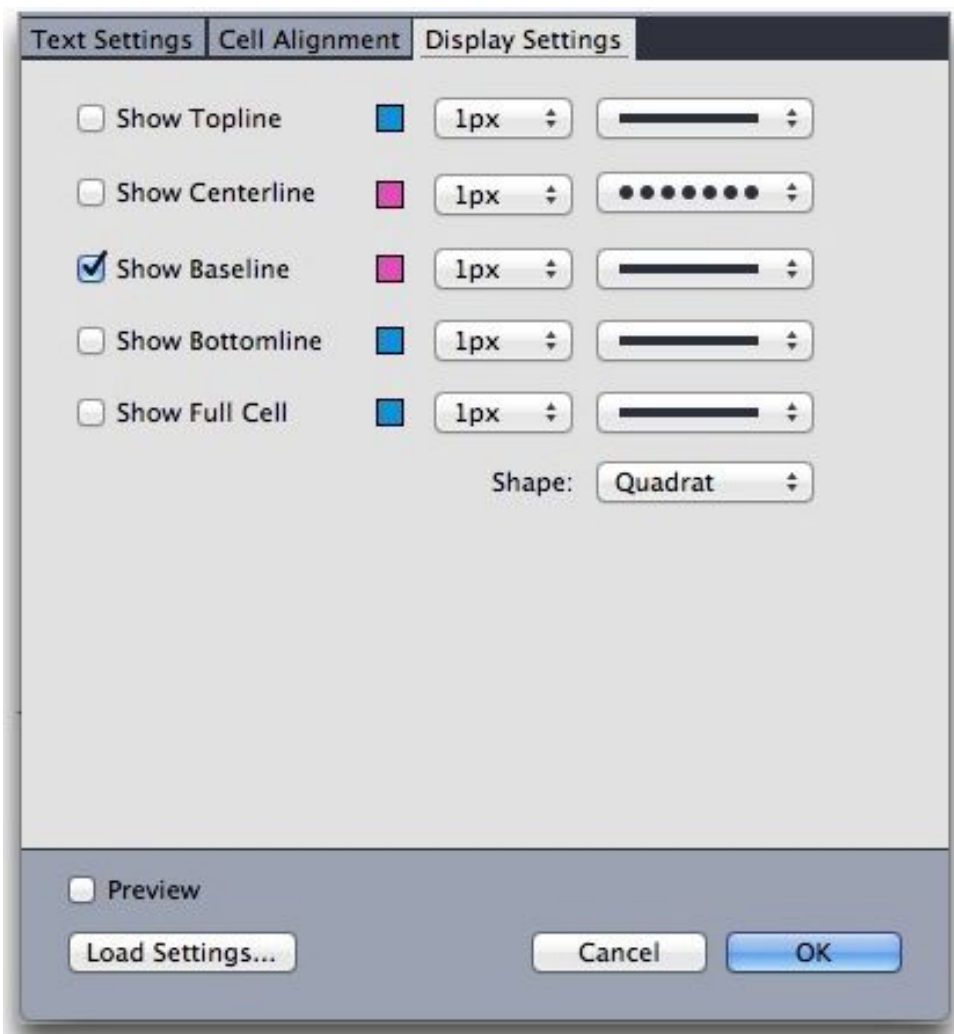 Text Settings Cell Alignment Display Settings
Show Topline 1px
Show Centerline 1px
Show Baseline 1px
Show Bottomline 1px
Show Full Cell 1px
Shape: Quadrat
Preview
Load Settings... Cancel OK